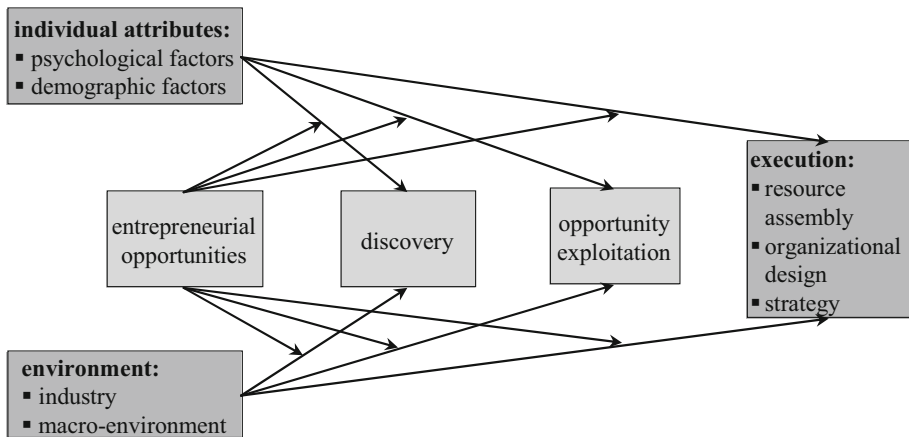 individual attributes:
▪ psychological factors
▪ demographic factors
entrepreneurial
opportunities
discovery
opportunity
exploitation
execution:
▪ resource
assembly
▪ organizational
design
▪ strategy
environment:
▪ industry
▪ macro-environment